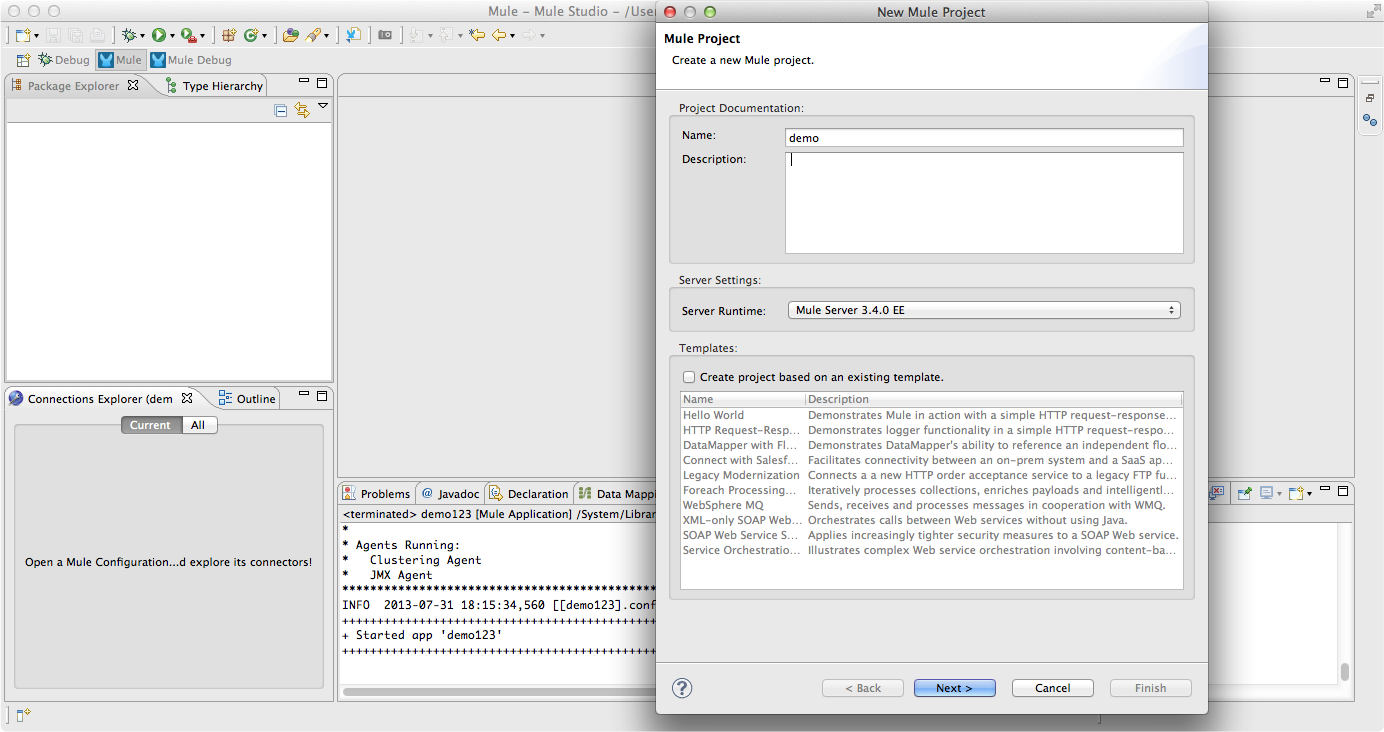 Mule – Mule Studio – /User
Debug Mule Mule Debug
Package Explorer Type Hierarchy
Connections Explorer (dem Outline
Current All
Open a Mule Configuration...d explore its connectors!
Problems @ Javadoc Declaration Data Mappi
<terminated> demo123 [Mule Application] /System/Librar
*
* Agents Running:
*   Clustering Agent
*   JMX Agent
**********************************************
INFO  2013-07-31 18:15:34,560 [[demo123].conf
++++++++++++++++++++++++++++++++++++++++++++++
+ Started app 'demo123'
++++++++++++++++++++++++++++++++++++++++++++++
New Mule Project
Mule Project
Create a new Mule project.
Project Documentation:
Name: demo
Description:
Server Settings:
Server Runtime: Mule Server 3.4.0 EE
Templates:
Create project based on an existing template.
Name Description
Hello World Demonstrates Mule in action with a simple HTTP request-response...
HTTP Request-Resp... Demonstrates logger functionality in a simple HTTP request-respo...
DataMapper with Fl... Demonstrates DataMapper's ability to reference an independent flo...
Connect with Salesf... Facilitates connectivity between an on-prem system and a SaaS ap...
Legacy Modernization Connects a a new HTTP order acceptance service to a legacy FTP fu...
Foreach Processing... Iteratively processes collections, enriches payloads and intelligentl...
WebSphere MQ Sends, receives and processes messages in cooperation with WMQ.
XML-only SOAP Web... Orchestrates calls between Web services without using Java.
SOAP Web Service S... Applies increasingly tighter security measures to a SOAP Web service.
Service Orchestratio... Illustrates complex Web service orchestration involving content-ba...
? < Back Next > Cancel Finish